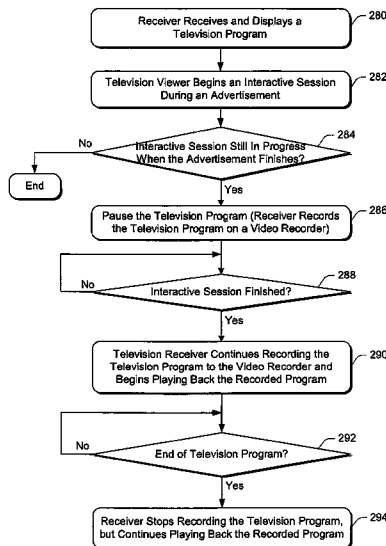 Receiver Receives and Displays a
Television Program
280
Television Viewer Begins an Interactive Session
During an Advertisement
282
Interactive Session Still In Progress
When the Advertisement Finishes?
284
No
End
Yes
Pause the Television Program (Receiver Records
the Television Program on a Video Recorder)
286
Interactive Session Finished?
288
No
Yes
Television Receiver Continues Recording the
Television Program to the Video Recorder and
Begins Playing Back the Recorded Program
290
End of Television Program?
292
No
Yes
Receiver Stops Recording the Television Program,
but Continues Playing Back the Recorded Program
294